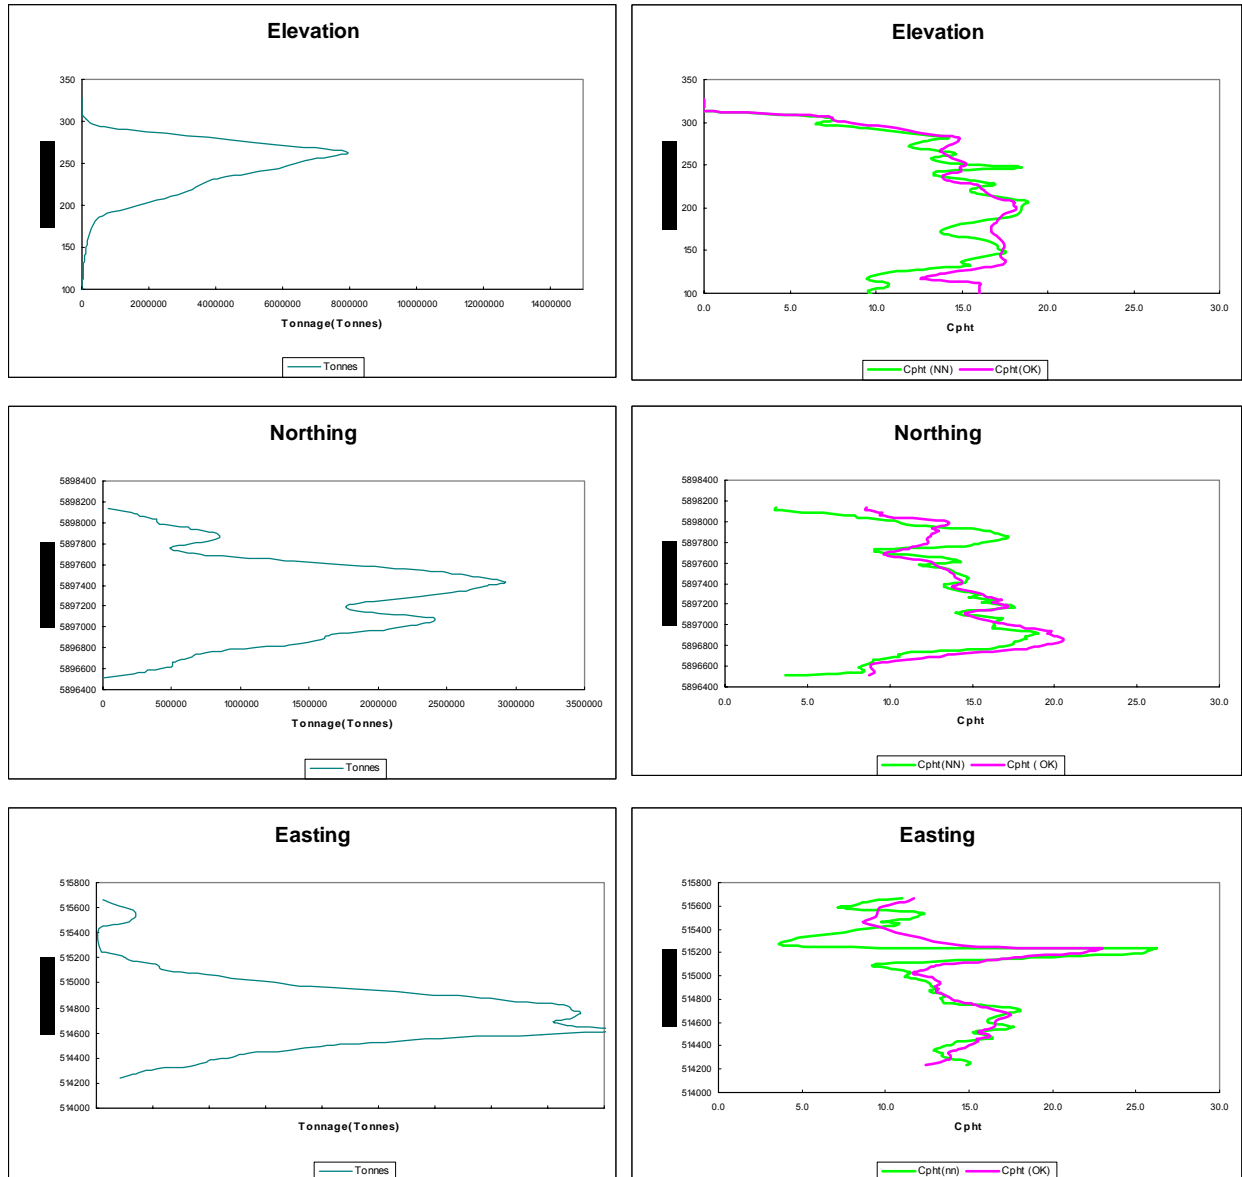 Elevation
350
300
250
200
150
100
0 2000000 4000000 6000000 8000000 10000000 12000000 14000000
Tonnage(Tonnes)
Tonnes
Elevation
350
300
250
200
150
100
0.0 5.0 10.0 15.0 20.0 25.0 30.0
Cpht
Cpht (NN) Cpht(OK)
Northing
5898400
5898200
5898000
5897800
5897600
5897400
5897200
5897000
5896800
5896600
5896400
0 500000 1000000 1500000 2000000 2500000 3000000 3500000
Tonnage(Tonnes)
Tonnes
Northing
5898400
5898200
5898000
5897800
5897600
5897400
5897200
5897000
5896800
5896600
5896400
0.0 5.0 10.0 15.0 20.0 25.0 30.0
Cpht
Cpht(NN) Cpht ( OK)
Easting
515800
515600
515400
515200
515000
514800
514600
514400
514200
514000
Tonnage(Tonnes)
Tonnes
Easting
515800
515600
515400
515200
515000
514800
514600
514400
514200
514000
0.0 5.0 10.0 15.0 20.0 25.0 30.0
Cpht
Cpht(nn) Cpht (OK)